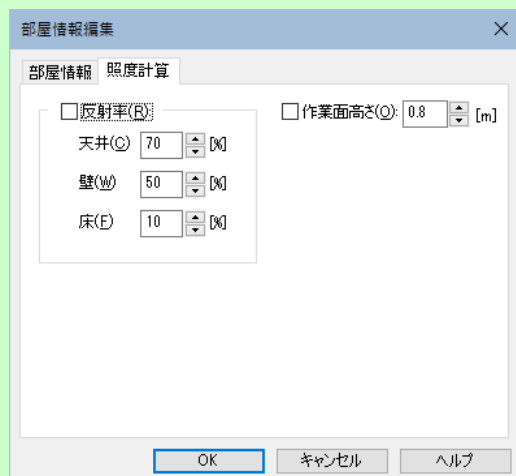 部屋情報編集
部屋情報 照度計算
反射率(R):
天井(C) 70 [%]
壁(W) 50 [%]
床(F) 10 [%]
作業面高さ(O): 0.8 [m]
OK キャンセル ヘルプ